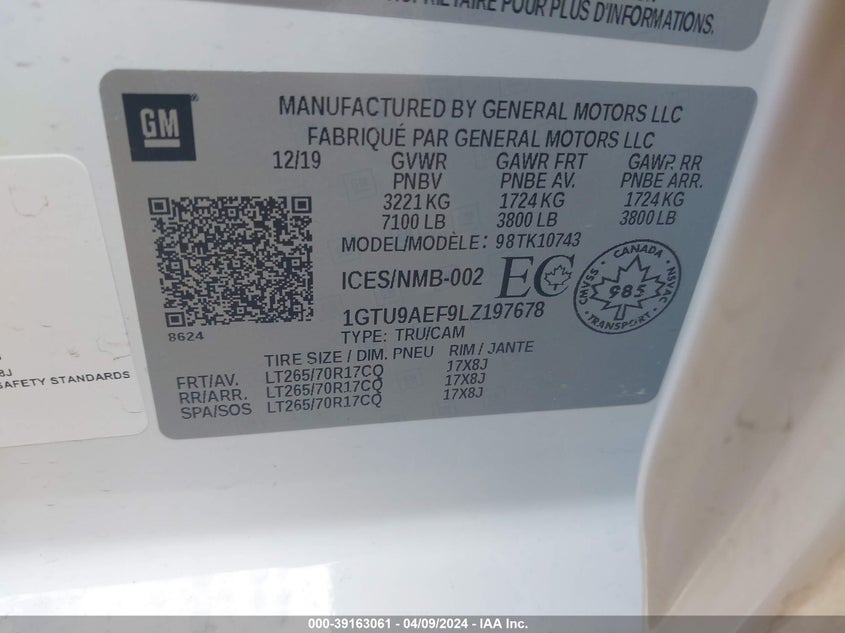 PROPRIÉTAIRE POUR PLUS D'INFORMATIONS.
GM
MANUFACTURED BY GENERAL MOTORS LLC
FABRIQUÉ PAR GENERAL MOTORS LLC
12/19 GVWR GAWR FRT GAWR RR
PNBV PNBE AV. PNBE ARR.
3221 KG 1724 KG 1724 KG
7100 LB 3800 LB 3800 LB
MODEL/MODÈLE: 98TK10743
ICES/NMB-002 EC
CANADA
CMVSS 985 NSVAC
TRANSPORT
1GTU9AEF9LZ197678
8624
TYPE: TRU/CAM
TIRE SIZE / DIM. PNEU RIM / JANTE
FRT/AV. LT265/70R17CQ 17X8J
RR/ARR. LT265/70R17CQ 17X8J
SPA/SOS LT265/70R17CQ 17X8J
SAFETY STANDARDS
000-39163061 - 04/09/2024 - IAA Inc.